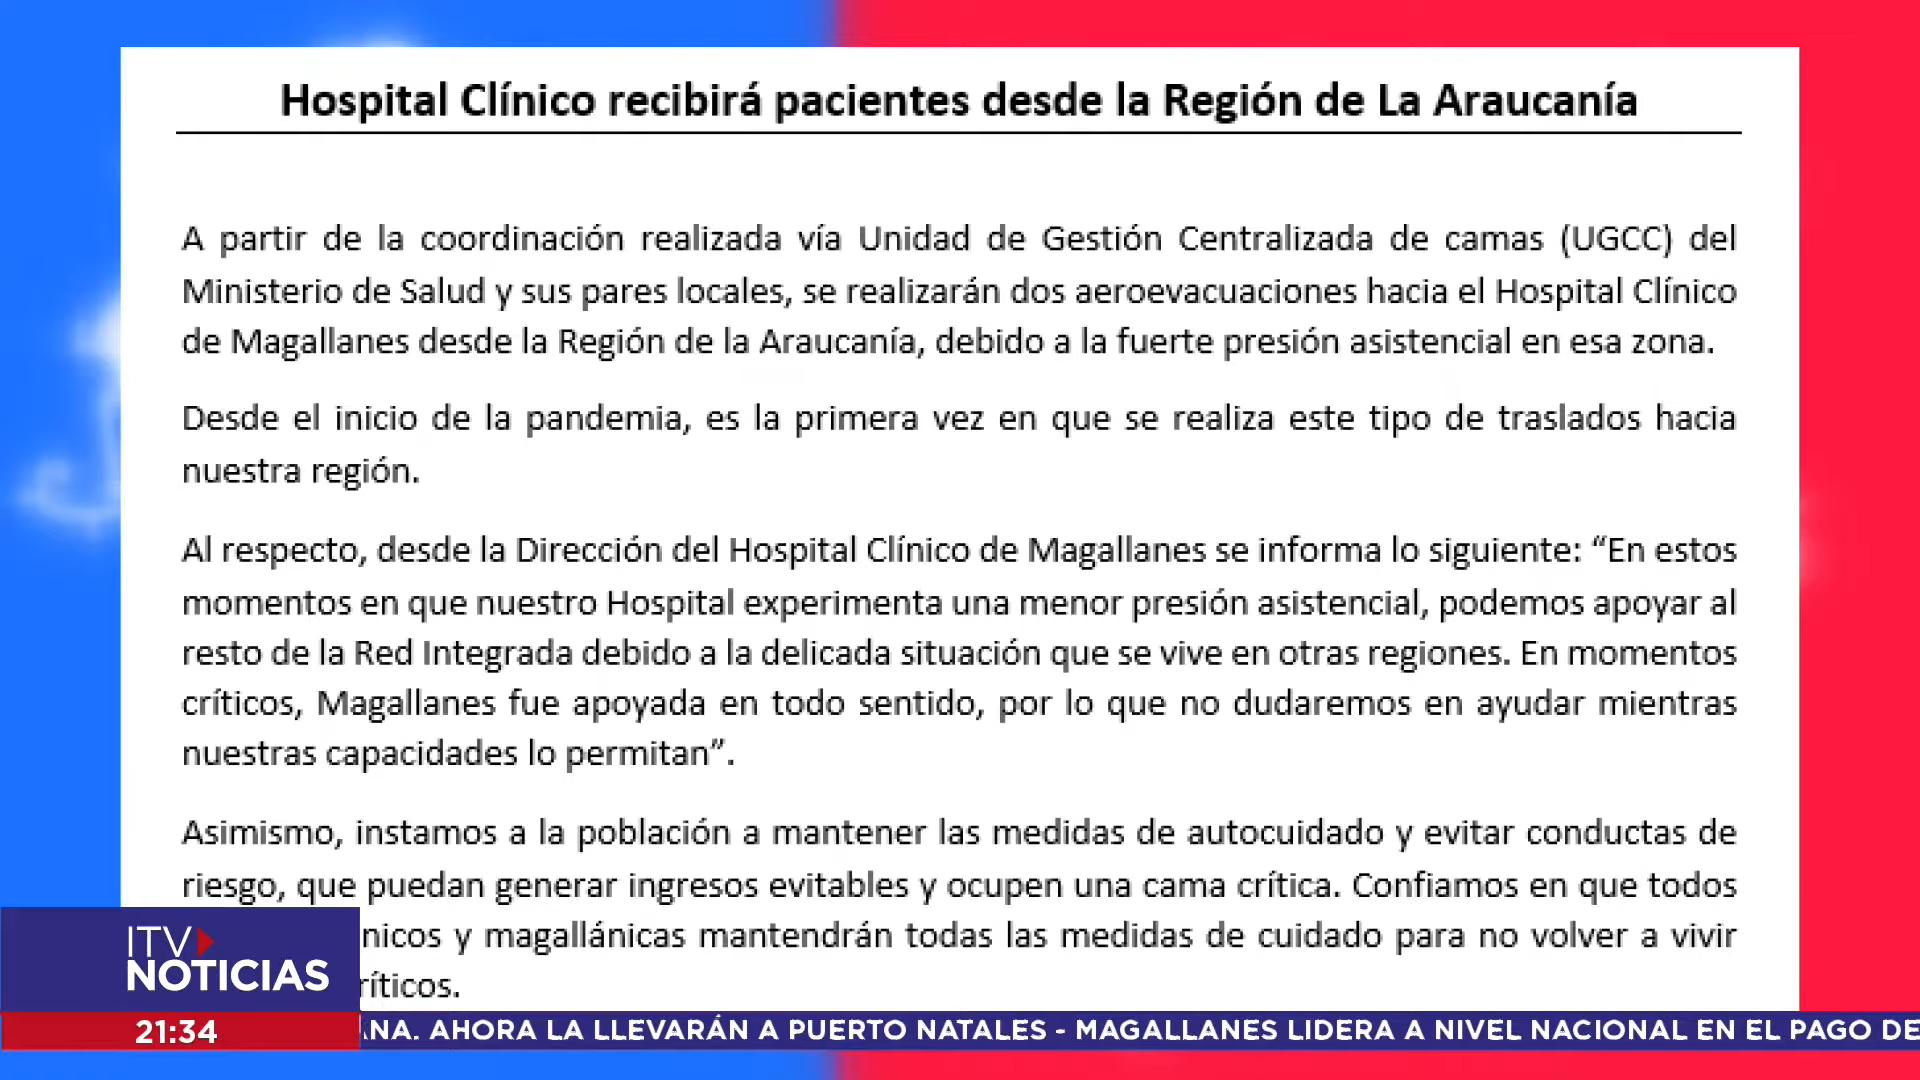 Hospital Clínico recibirá pacientes desde la Región de La Araucanía
A partir de la coordinación realizada vía Unidad de Gestión Centralizada de camas (UGCC) del
Ministerio de Salud y sus pares locales, se realizarán dos aeroevacuaciones hacia el Hospital Clínico
de Magallanes desde la Región de la Araucanía, debido a la fuerte presión asistencial en esa zona.
Desde el inicio de la pandemia, es la primera vez en que se realiza este tipo de traslados hacia
nuestra región.
Al respecto, desde la Dirección del Hospital Clínico de Magallanes se informa lo siguiente: “En estos
momentos en que nuestro Hospital experimenta una menor presión asistencial, podemos apoyar al
resto de la Red Integrada debido a la delicada situación que se vive en otras regiones. En momentos
críticos, Magallanes fue apoyada en todo sentido, por lo que no dudaremos en ayudar mientras
nuestras capacidades lo permitan”.
Asimismo, instamos a la población a mantener las medidas de autocuidado y evitar conductas de
riesgo, que puedan generar ingresos evitables y ocupen una cama crítica. Confiamos en que todos
nicos y magallánicas mantendrán todas las medidas de cuidado para no volver a vivir
ríticos.
ITV
NOTICIAS
21:34
ANA. AHORA LA LLEVARÁN A PUERTO NATALES - MAGALLANES LIDERA A NIVEL NACIONAL EN EL PAGO DE